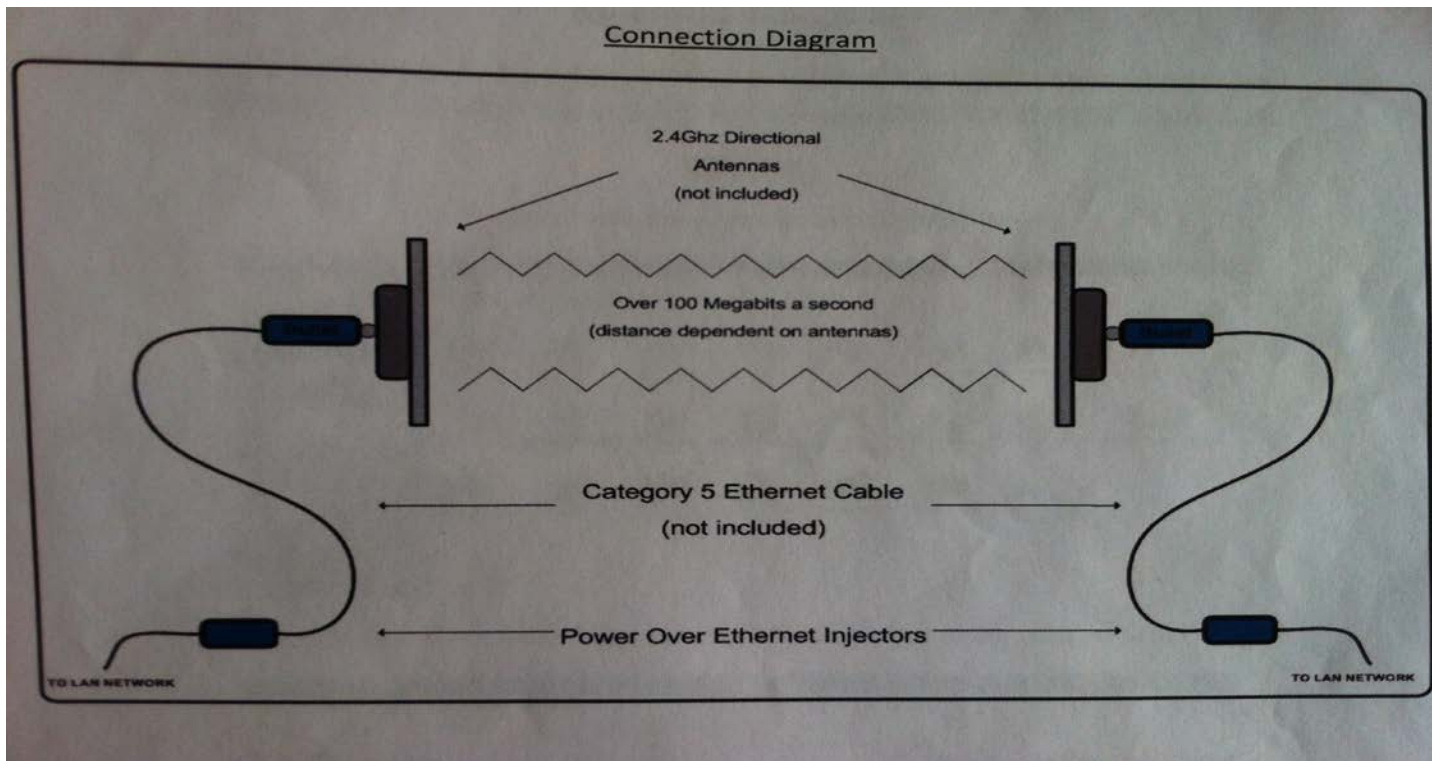 Connection Diagram
2.4Ghz Directional
Antennas
(not included)
Over 100 Megabits a second
(distance dependent on antennas)
Category 5 Ethernet Cable
(not included)
Power Over Ethernet Injectors
TO LAN NETWORK
TO LAN NETWORK